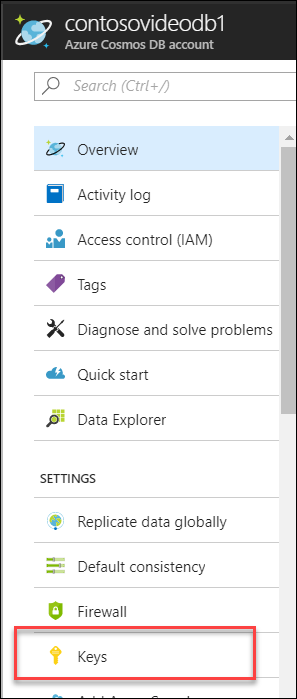 contosovideodb1
Azure Cosmos DB account
Search (Ctrl+/)
Overview
Activity log
Access control (IAM)
Tags
Diagnose and solve problems
Quick start
Data Explorer
SETTINGS
Replicate data globally
Default consistency
Firewall
Keys